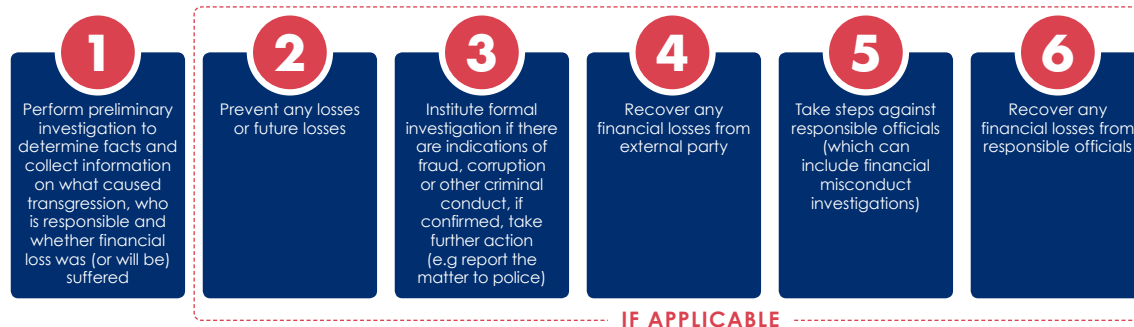 1
Perform preliminary
investigation to
determine facts and
collect information
on what caused
transgression, who
is responsible and
whether financial
loss was (or will be)
suffered
2
Prevent any losses
or future losses
3
Institute formal
investigation if there
are indications of
fraud, corruption
or other criminal
conduct, if
confirmed, take
further action
(e.g report the
matter to police)
4
Recover any
financial losses from
external party
5
Take steps against
responsible officials
(which can
include financial
misconduct
investigations)
6
Recover any
financial losses from
responsible officials
IF APPLICABLE